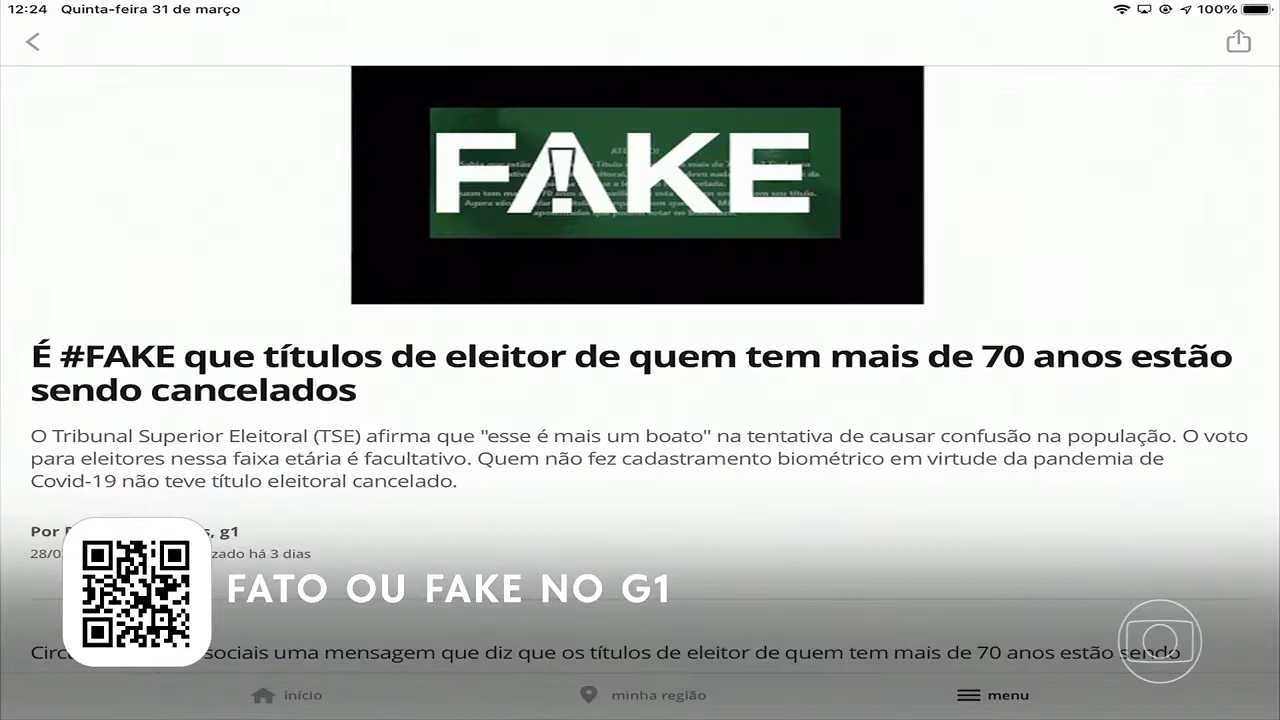 12:24 Quinta-feira 31 de março
100%
FAKE
É #FAKE que títulos de eleitor de quem tem mais de 70 anos estão
sendo cancelados
O Tribunal Superior Eleitoral (TSE) afirma que "esse é mais um boato" na tentativa de causar confusão na população. O voto
para eleitores nessa faixa etária é facultativo. Quem não fez cadastramento biométrico em virtude da pandemia de
Covid-19 não teve título eleitoral cancelado.
Por g1
há 3 dias
FATO OU FAKE NO G1
sociais uma mensagem que diz que os títulos de eleitor de quem tem mais de 70 anos estão sendo
início minha região menu